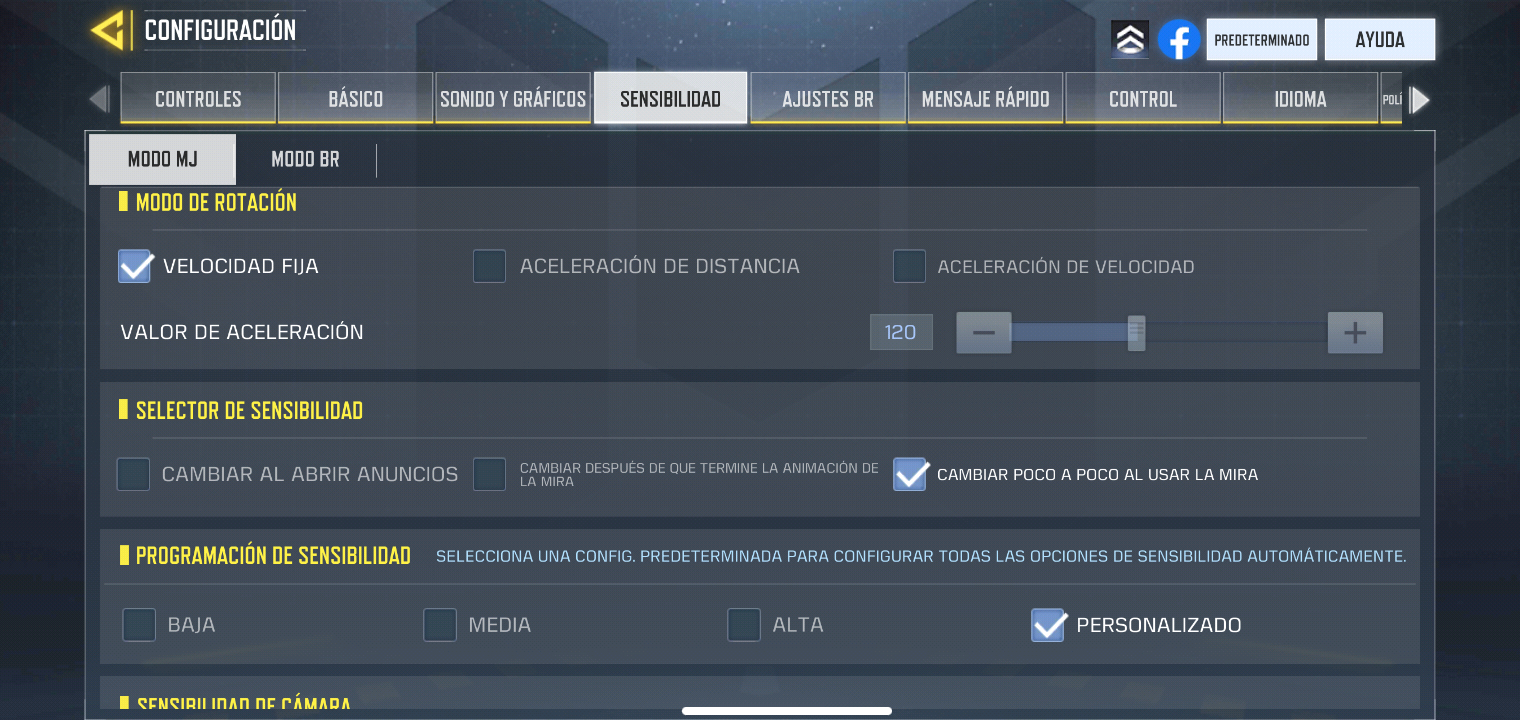 CONFIGURACIÓN
PREDETERMINADO
AYUDA
CONTROLES
BÁSICO
SONIDO Y GRÁFICOS
SENSIBILIDAD
AJUSTES BR
MENSAJE RÁPIDO
CONTROL
IDIOMA
POLÍ
MODO MJ
MODO BR
MODO DE ROTACIÓN
VELOCIDAD FIJA
ACELERACIÓN DE DISTANCIA
ACELERACIÓN DE VELOCIDAD
VALOR DE ACELERACIÓN
120
SELECTOR DE SENSIBILIDAD
CAMBIAR AL ABRIR ANUNCIOS
CAMBIAR DESPUÉS DE QUE TERMINE LA ANIMACIÓN DE
LA MIRA
CAMBIAR POCO A POCO AL USAR LA MIRA
PROGRAMACIÓN DE SENSIBILIDAD
SELECCIONA UNA CONFIG. PREDETERMINADA PARA CONFIGURAR TODAS LAS OPCIONES DE SENSIBILIDAD AUTOMÁTICAMENTE.
BAJA
MEDIA
ALTA
PERSONALIZADO
SENSIBILIDAD DE CÁMARA